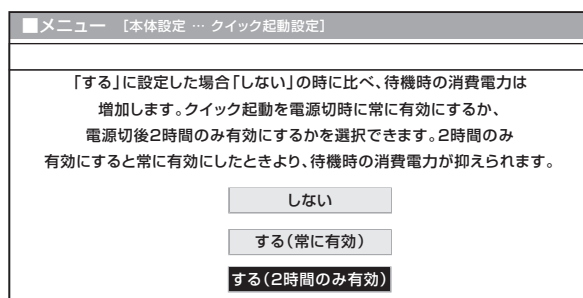 ■メニュー [本体設定 … クイック起動設定]
「する」に設定した場合「しない」の時に比べ、待機時の消費電力は
増加します。クイック起動を電源切時に常に有効にするか、
電源切後2時間のみ有効にするかを選択できます。2時間のみ
有効にすると常に有効にしたときより、待機時の消費電力が抑えられます。
しない
する(常に有効)
する(2時間のみ有効)